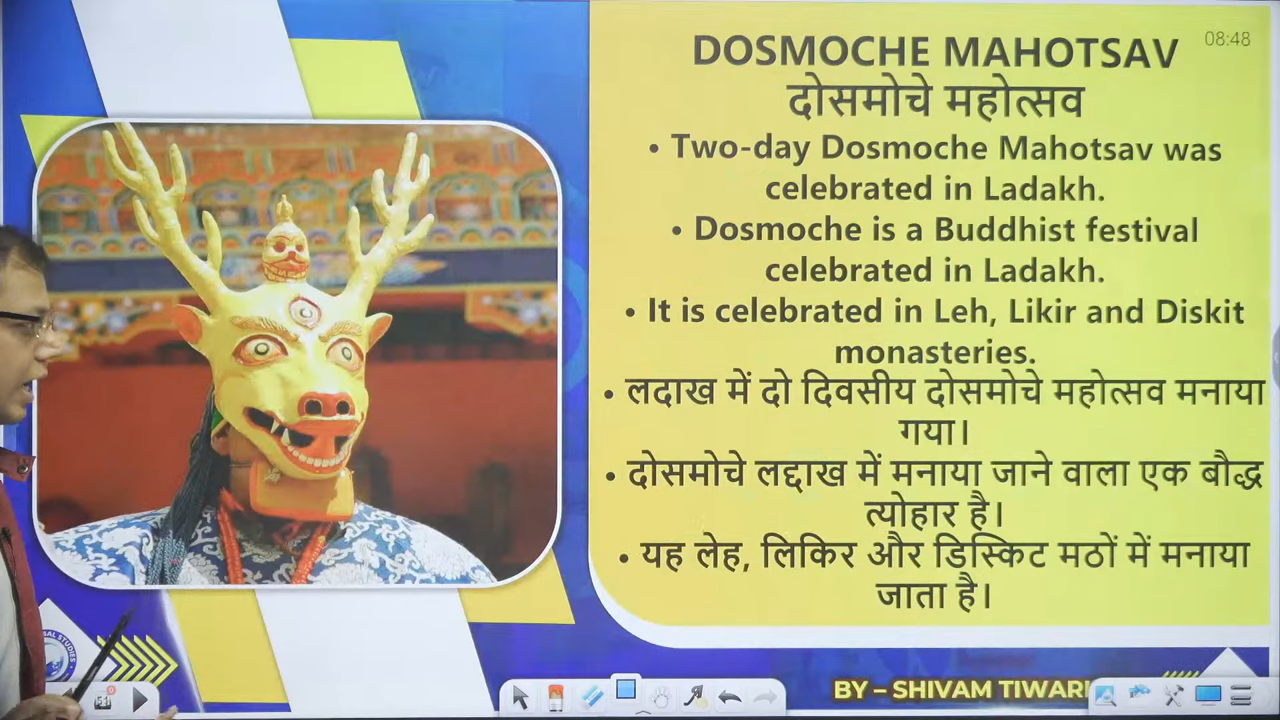 DOSMOCHE MAHOTSAV
08:48
दोसमोचे महोत्सव
• Two-day Dosmoche Mahotsav was
celebrated in Ladakh.
• Dosmoche is a Buddhist festival
celebrated in Ladakh.
• It is celebrated in Leh, Likir and Diskit
monasteries.
• लदाख में दो दिवसीय दोसमोचे महोत्सव मनाया
गया।
• दोसमोचे लद्दाख में मनाया जाने वाला एक बौद्ध
त्योहार है।
• यह लेह, लिकिर और डिस्किट मठों में मनाया
जाता है।
STUDIES
BY – SHIVAM TIWARI